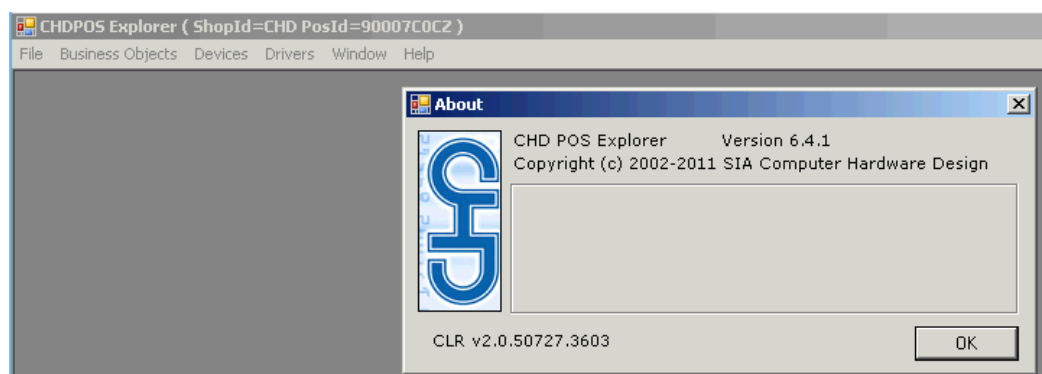 CHDPOS Explorer ( ShopId=CHD PosId=90007C0CZ )
File Business Objects Devices Drivers Window Help
About
CHD POS Explorer Version 6.4.1
Copyright (c) 2002-2011 SIA Computer Hardware Design
CLR v2.0.50727.3603
OK